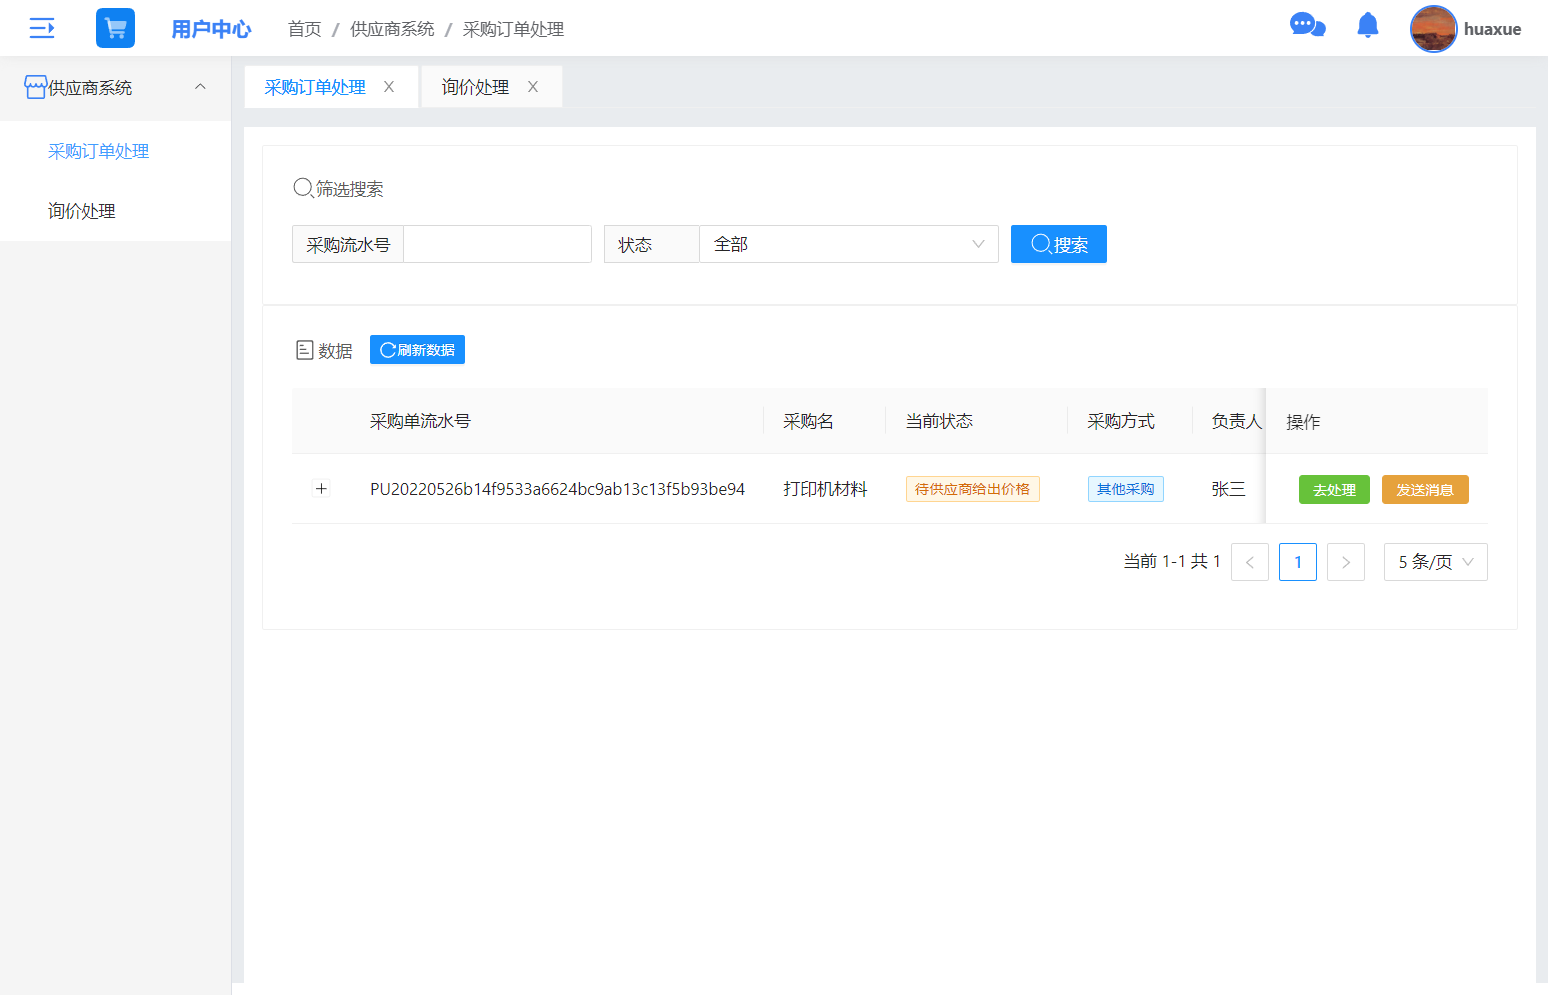 用户中心 首页 / 供应商系统 / 采购订单处理 huaxue
供应商系统
采购订单处理
询价处理
采购订单处理 X 询价处理 X
筛选搜索
采购流水号 状态 全部 搜索
数据 刷新数据
采购单流水号 采购名 当前状态 采购方式 负责人 操作
PU20220526b14f9533a6624bc9ab13c13f5b93be94 打印机材料 待供应商给出价格 其他采购 张三 去处理 发送消息
当前 1-1 共 1 < 1 > 5 条/页